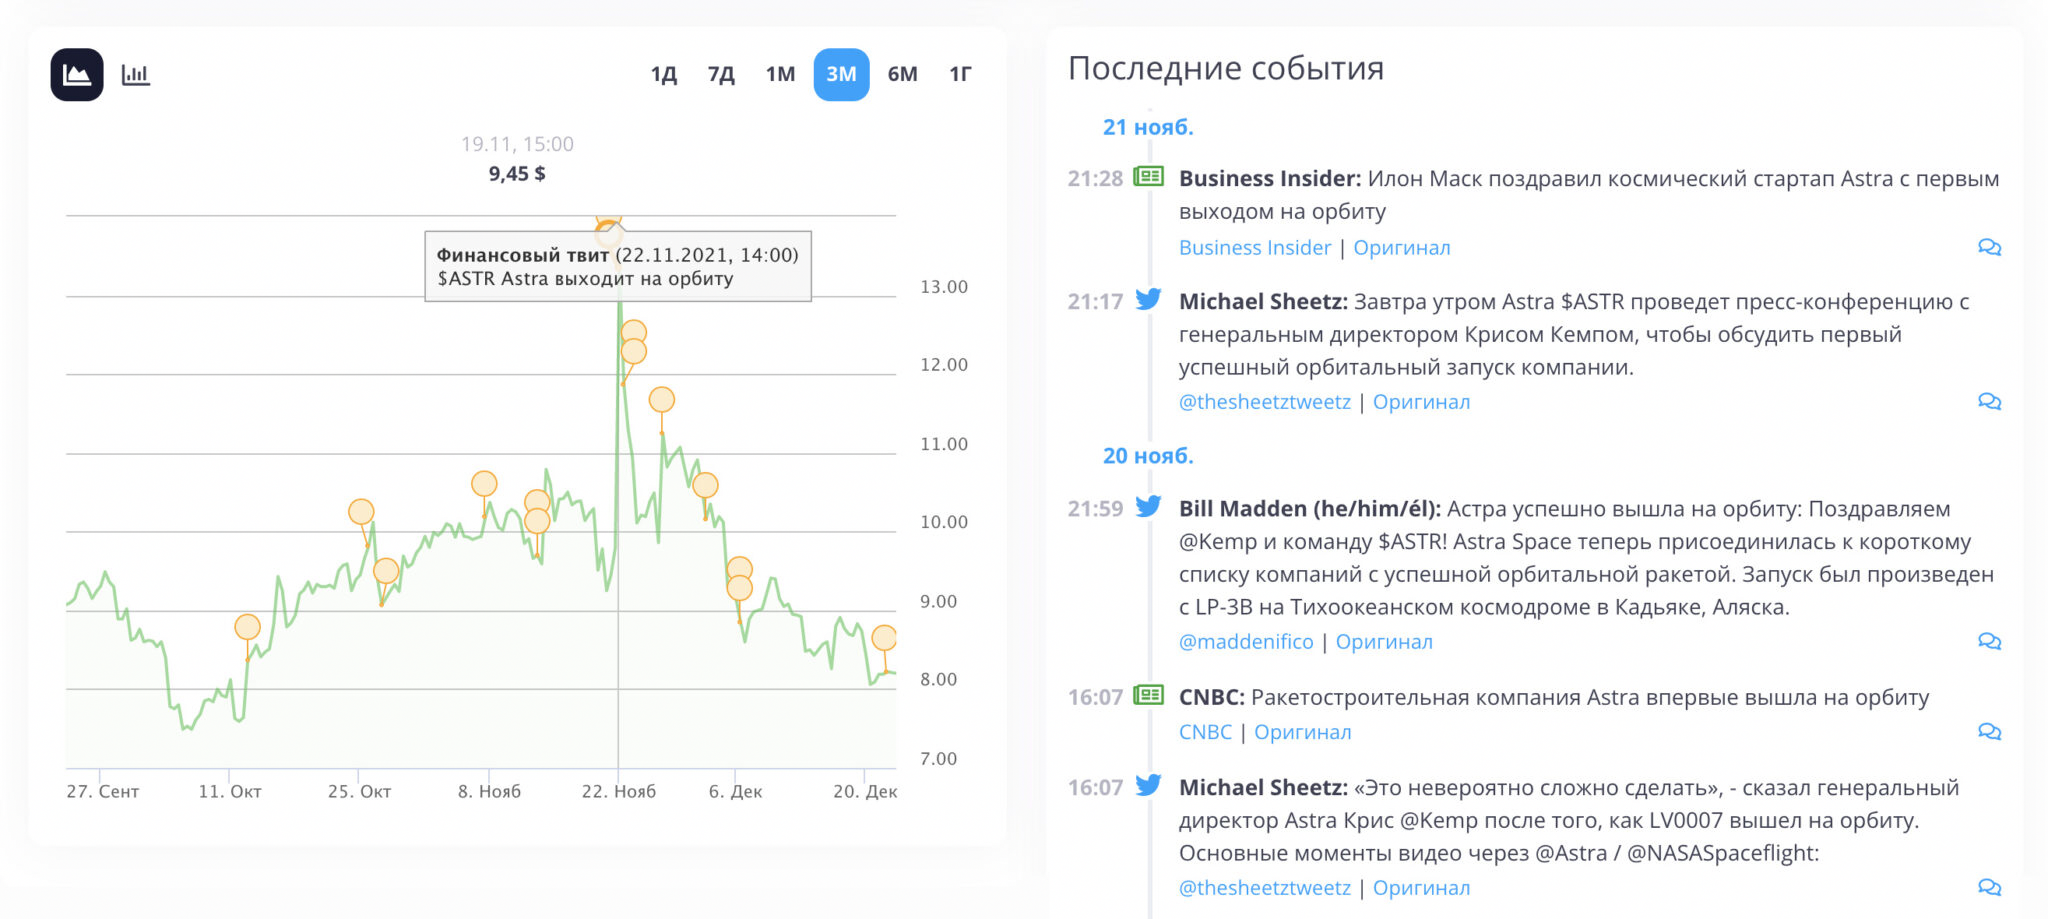 1Д 7Д 1М 3М 6М 1Г
19.11, 15:00
9,45 $
Финансовый твит (22.11.2021, 14:00)
$ASTR Astra выходит на орбиту
13.00
12.00
11.00
10.00
9.00
8.00
7.00
27. Сент 11. Окт 25. Окт 8. Нояб 22. Нояб 6. Дек 20. Дек
Последние события
21 нояб.
21:28 Business Insider: Илон Маск поздравил космический стартап Astra с первым
выходом на орбиту
Business Insider | Оригинал
21:17 Michael Sheetz: Завтра утром Astra $ASTR проведет пресс-конференцию с
генеральным директором Крисом Кемпом, чтобы обсудить первый
успешный орбитальный запуск компании.
@thesheetztweetz | Оригинал
20 нояб.
21:59 Bill Madden (he/him/él): Астра успешно вышла на орбиту: Поздравляем
@Kemp и команду $ASTR! Astra Space теперь присоединилась к короткому
списку компаний с успешной орбитальной ракетой. Запуск был произведен
с LP-3B на Тихоокеанском космодроме в Кадьяке, Аляска.
@maddenifico | Оригинал
16:07 CNBC: Ракетостроительная компания Astra впервые вышла на орбиту
CNBC | Оригинал
16:07 Michael Sheetz: «Это невероятно сложно сделать», - сказал генеральный
директор Astra Крис @Kemp после того, как LV0007 вышел на орбиту.
Основные моменты видео через @Astra / @NASASpaceflight:
@thesheetztweetz | Оригинал